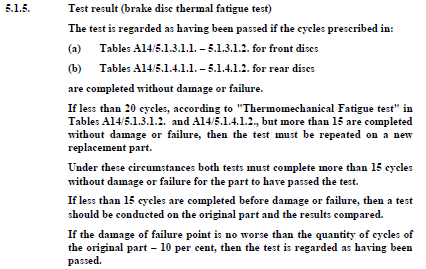 5.1.5. Test result (brake disc thermal fatigue test)
The test is regarded as having been passed if the cycles prescribed in:
(a) Tables A14/5.1.3.1.1. – 5.1.3.1.2. for front discs
(b) Tables A14/5.1.4.1.1. – 5.1.4.1.2. for rear discs
are completed without damage or failure.
If less than 20 cycles, according to "Thermomechanical Fatigue test" in
Tables A14/5.1.3.1.2. and A14/5.1.4.1.2., but more than 15 are completed
without damage or failure, then the test must be repeated on a new
replacement part.
Under these circumstances both tests must complete more than 15 cycles
without damage or failure for the part to have passed the test.
If less than 15 cycles are completed before damage or failure, then a test
should be conducted on the original part and the results compared.
If the damage of failure point is no worse than the quantity of cycles of
the original part – 10 per cent, then the test is regarded as having been
passed.